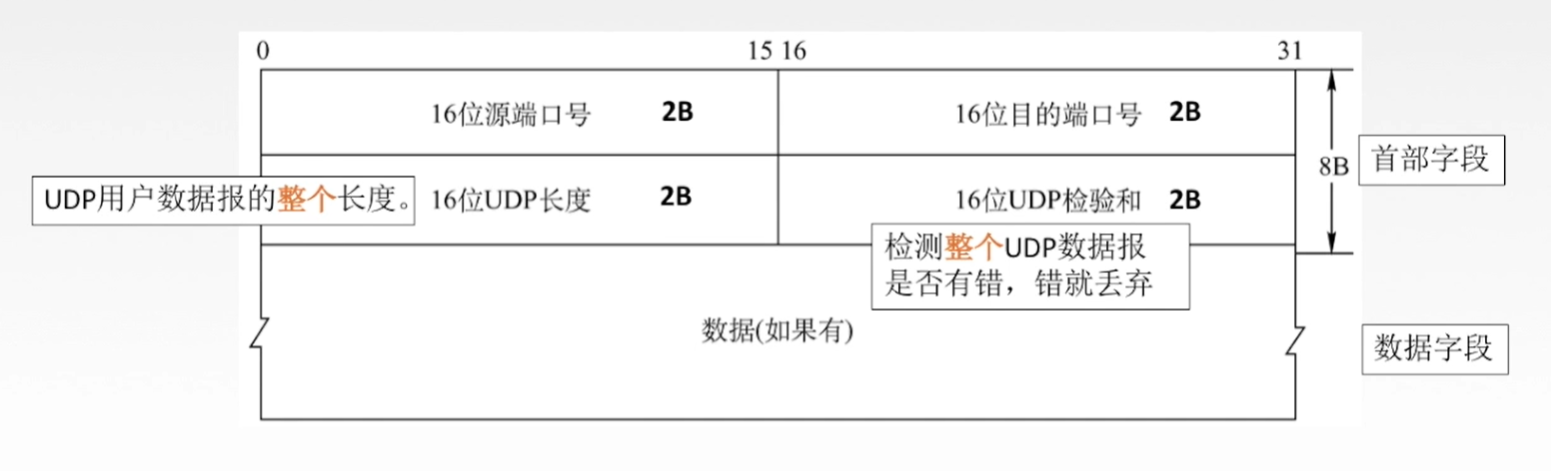 0 15 16 31
16位源端口号 2B 16位目的端口号 2B
首部字段
8B
UDP用户数据报的整个长度。 16位UDP长度 2B 16位UDP检验和 2B
检测整个UDP数据报
是否有错，错就丢弃
数据(如果有)
数据字段